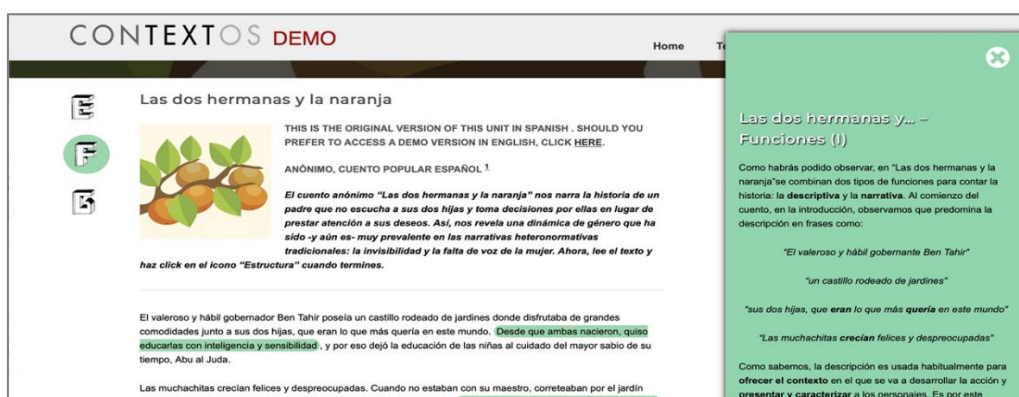 CONTEXTOS DEMO
Home
E
F
Las dos hermanas y la naranja
THIS IS THE ORIGINAL VERSION OF THIS UNIT IN SPANISH . SHOULD YOU
PREFER TO ACCESS A DEMO VERSION IN ENGLISH, CLICK HERE.
ANÓNIMO, CUENTO POPULAR ESPAÑOL 1
El cuento anónimo "Las dos hermanas y la naranja" nos narra la historia de un
padre que no escucha a sus dos hijas y toma decisiones por ellas en lugar de
prestar atención a sus deseos. Así, nos revela una dinámica de género que ha
sido -y aún es- muy prevalente en las narrativas heteronormativas
tradicionales: la invisibilidad y la falta de voz de la mujer. Ahora, lee el texto y
haz click en el icono "Estructura" cuando termines.
El valeroso y hábil gobernador Ben Tahir poseía un castillo rodeado de jardines donde disfrutaba de grandes
comodidades junto a sus dos hijas, que eran lo que más quería en este mundo. Desde que ambas nacieron, quiso
educarlas con inteligencia y sensibilidad , y por eso dejó la educación de las niñas al cuidado del mayor sabio de su
tiempo, Abu al Juda.
Las muchachitas crecían felices y despreocupadas. Cuando no estaban con su maestro, correteaban por el jardín
Las dos hermanas y... –
Funciones (I)
Como habrás podido observar, en "Las dos hermanas y la
naranja"se combinan dos tipos de funciones para contar la
historia: la descriptiva y la narrativa. Al comienzo del
cuento, en la introducción, observamos que predomina la
descripción en frases como:
"El valeroso y hábil gobernante Ben Tahir"
"un castillo rodeado de jardines"
"sus dos hijas, que eran lo que más quería en este mundo"
"Las muchachitas crecían felices y despreocupadas"
Como sabemos, la descripción es usada habitualmente para
ofrecer el contexto en el que se va a desarrollar la acción y
presentar y caracterizar a los personajes. Es por este